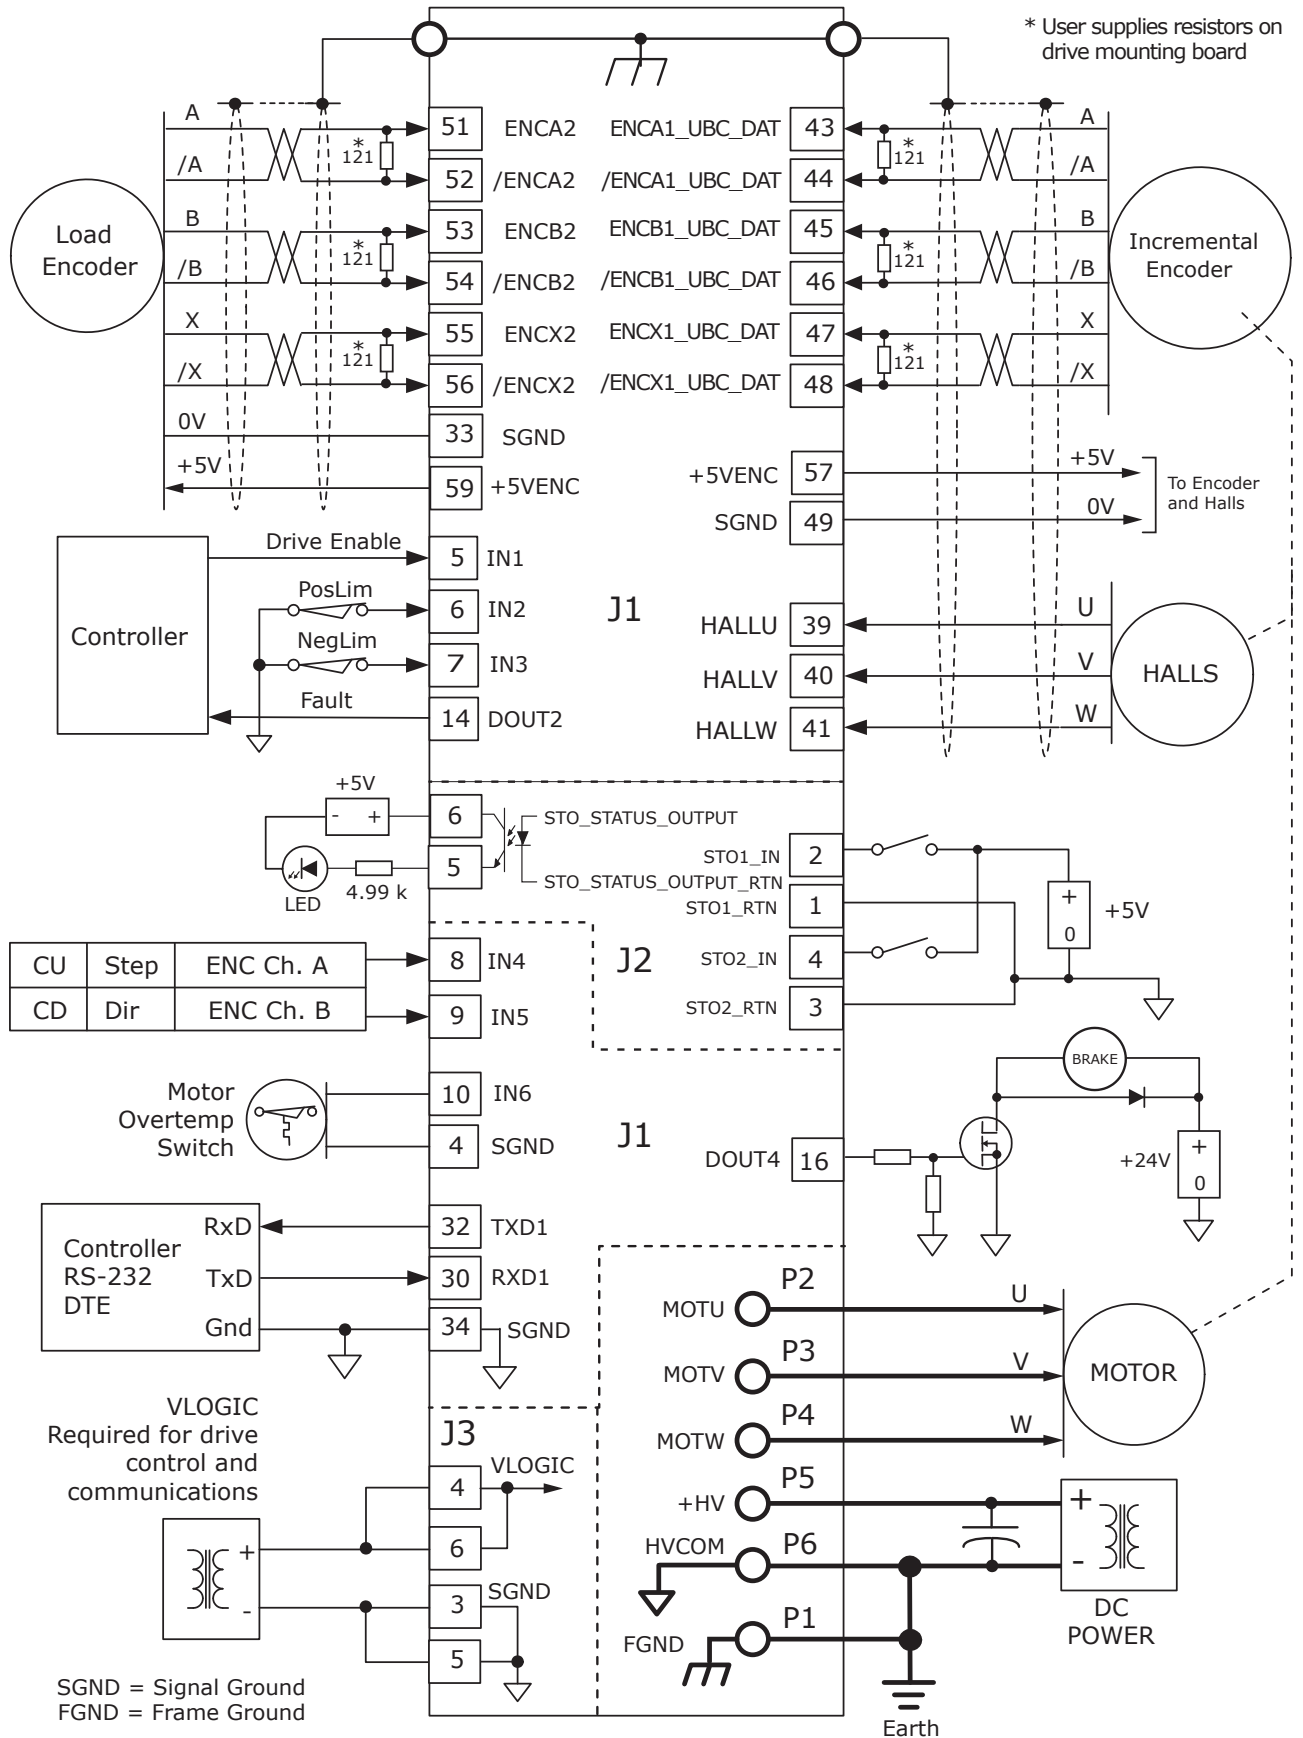 * User supplies resistors on
drive mounting board
Load
Encoder
A
/A
B
/B
X
/X
0V
+5V
*
121
*
121
*
121
51 ENCA2
52 /ENCA2
53 ENCB2
54 /ENCB2
55 ENCX2
56 /ENCX2
33 SGND
59 +5VENC
ENCA1_UBC_DAT 43
/ENCA1_UBC_DAT 44
ENCB1_UBC_DAT 45
/ENCB1_UBC_DAT 46
ENCX1_UBC_DAT 47
/ENCX1_UBC_DAT 48
+5VENC 57
SGND 49
*
121
*
121
*
121
A
/A
B
/B
X
/X
Incremental
Encoder
+5V
0V
To Encoder
and Halls
Controller
Drive Enable
PosLim
NegLim
Fault
5 IN1
6 IN2
7 IN3
14 DOUT2
J1
HALLU 39
HALLV 40
HALLW 41
U
V
W
HALLS
+5V
- +
LED
4.99 k
6
5
STO_STATUS_OUTPUT
STO_STATUS_OUTPUT_RTN
STO1_IN 2
STO1_RTN 1
STO2_IN 4
STO2_RTN 3
J2
+
0
+5V
CU Step ENC Ch. A
CD Dir ENC Ch. B
8 IN4
9 IN5
Motor
Overtemp
Switch
10 IN6
4 SGND
J1
DOUT4 16
BRAKE
+24V
+
0
Controller
RS-232
DTE
RxD
TxD
Gnd
32 TXD1
30 RXD1
34 SGND
MOTU P2
MOTV P3
MOTW P4
+HV P5
HVCOM P6
FGND P1
U
V
W
MOTOR
VLOGIC
Required for drive
control and
communications
+
-
J3
4 VLOGIC
6
3 SGND
5
+
-
DC
POWER
Earth
SGND = Signal Ground
FGND = Frame Ground